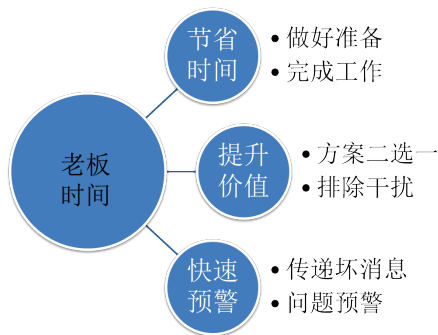 老板
时间
节省
时间
• 做好准备
• 完成工作
提升
价值
• 方案二选一
• 排除干扰
快速
预警
• 传递坏消息
• 问题预警